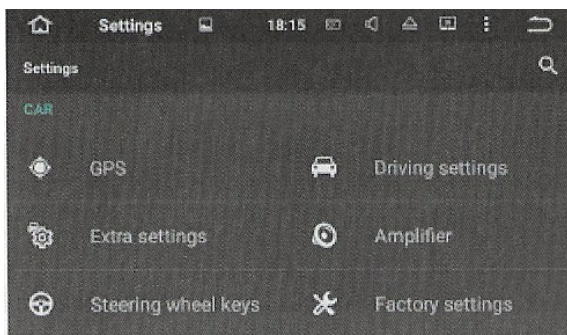 Settings 18:15
Settings
CAR
GPS Driving settings
Extra settings Amplifier
Steering wheel keys Factory settings